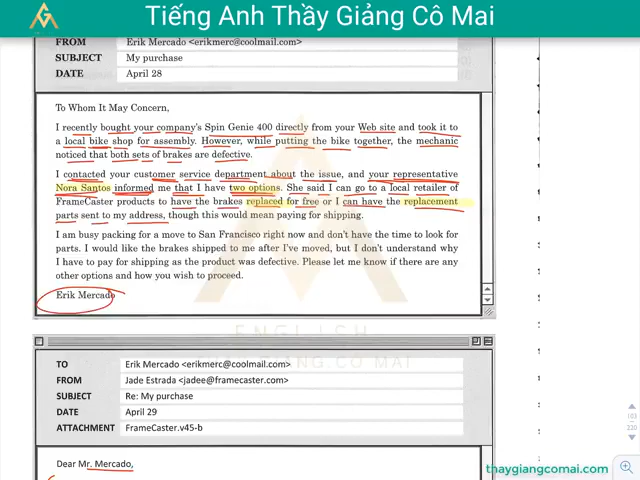 Tiếng Anh Thầy Giảng Cô Mai
FROM Erik Mercado <erikmerc@coolmail.com>
SUBJECT My purchase
DATE April 28
To Whom It May Concern,
I recently bought your company's Spin Genie 400 directly from your Web site and took it to
a local bike shop for assembly. However, while putting the bike together, the mechanic
noticed that both sets of brakes are defective.
I contacted your customer service department about the issue, and your representative
Nora Santos informed me that I have two options. She said I can go to a local retailer of
FrameCaster products to have the brakes replaced for free or I can have the replacement
parts sent to my address, though this would mean paying for shipping.
I am busy packing for a move to San Francisco right now and don't have the time to look for
parts. I would like the brakes shipped to me after I've moved, but I don't understand why
I have to pay for shipping as the product was defective. Please let me know if there are any
other options and how you wish to proceed.
Erik Mercado
ENGLISH
GIANG.CO MAI
TO Erik Mercado <erikmerc@coolmail.com>
FROM Jade Estrada <jadee@framecaster.com>
SUBJECT Re: My purchase
DATE April 29
ATTACHMENT FrameCaster.v45-b
Dear Mr. Mercado,
103
220
thaygiangcomai.com